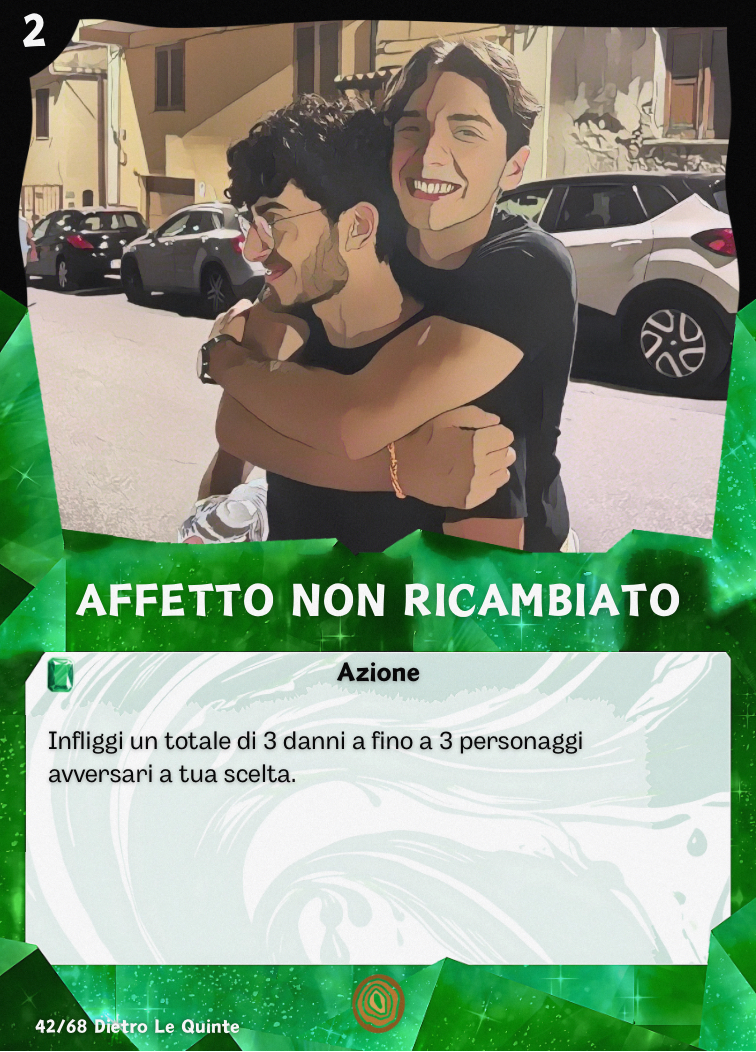 2
AFFETTO NON RICAMBIATO
Azione
Infliggi un totale di 3 danni a fino a 3 personaggi
avversari a tua scelta.
42/68 Dietro Le Quinte